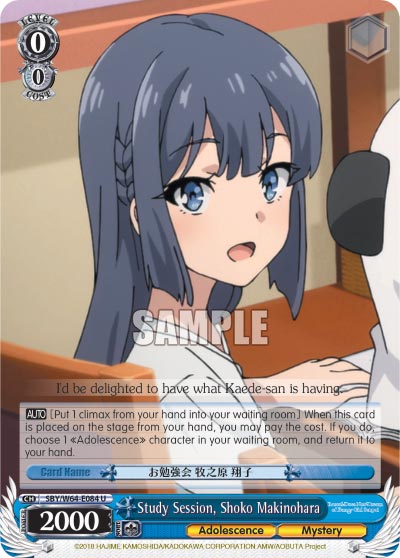 LEVEL
0
0
COST
SAMPLE
I'd be delighted to have what Kaede-san is having.
AUTO [Put 1 climax from your hand into your waiting room] When this card
is placed on the stage from your hand, you may pay the cost. If you do,
choose 1 «Adolescence» character in your waiting room, and return it to
your hand.
Card Name
お勉強会 牧之原 翔子
CH SBY/W64-E084 U
2000
Study Session, Shoko Makinohara
Adolescence
Mystery
©2018 HAJIME KAMOSHIDA/KADOKAWA CORPORATION AMW/AOBUTA Project